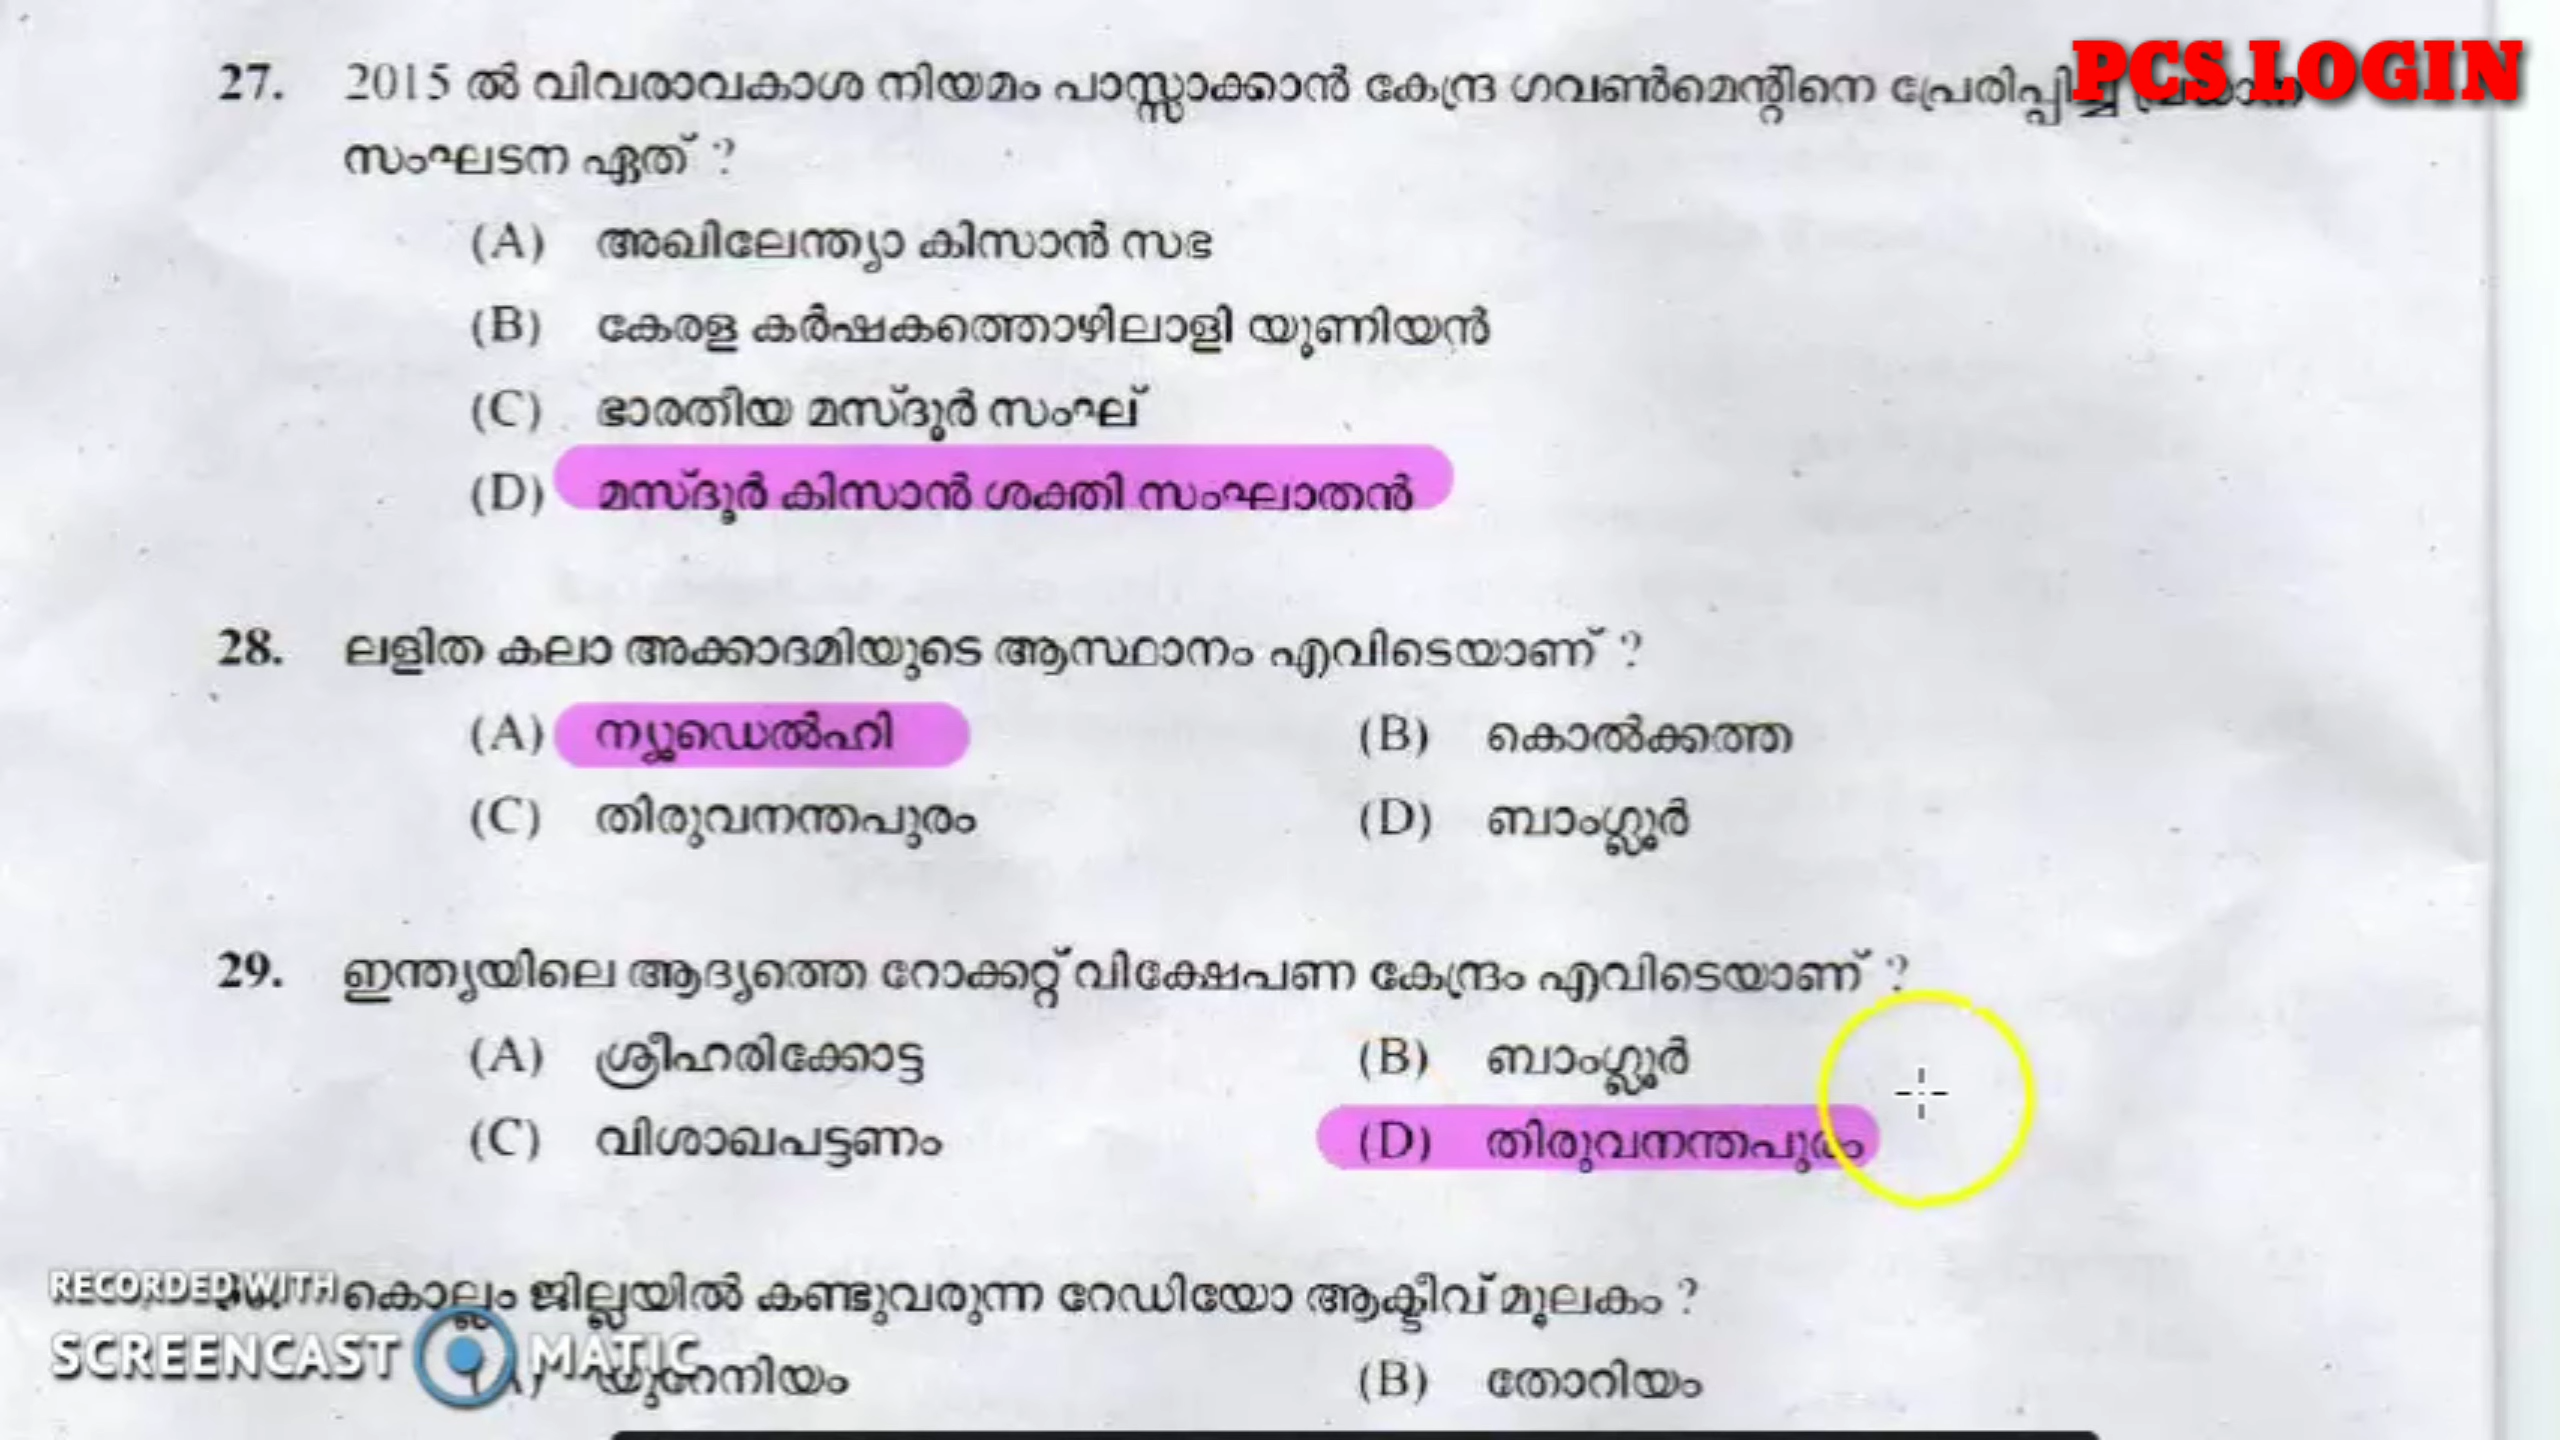 PCS LOGIN
27. 2015 ൽ വിവരാവകാശ നിയമം പാസ്സാക്കാൻ കേന്ദ്ര ഗവൺമെന്റിനെ പ്രേരിപ്പിച്ച
സംഘടന ഏത് ?
(A) അഖിലേന്ത്യാ കിസാൻ സഭ
(B) കേരള കർഷകത്തൊഴിലാളി യൂണിയൻ
(C) ഭാരതീയ മസ്ദൂർ സംഘ്
(D) മസ്ദൂർ കിസാൻ ശക്തി സംഘാതൻ
28. ലളിത കലാ അക്കാദമിയുടെ ആസ്ഥാനം എവിടെയാണ് ?
(A) ന്യൂഡെൽഹി (B) കൊൽക്കത്ത
(C) തിരുവനന്തപുരം (D) ബാംഗ്ലൂർ
29. ഇന്ത്യയിലെ ആദ്യത്തെ റോക്കറ്റ് വിക്ഷേപണ കേന്ദ്രം എവിടെയാണ് ?
(A) ശ്രീഹരിക്കോട്ട (B) ബാംഗ്ലൂർ
(C) വിശാഖപട്ടണം (D) തിരുവനന്തപുരം
കൊല്ലം ജില്ലയിൽ കണ്ടുവരുന്ന റേഡിയോ ആക്ടീവ് മൂലകം ?
(A) യുറേനിയം (B) തോറിയം
RECORDED WITH
SCREENCAST MATIC